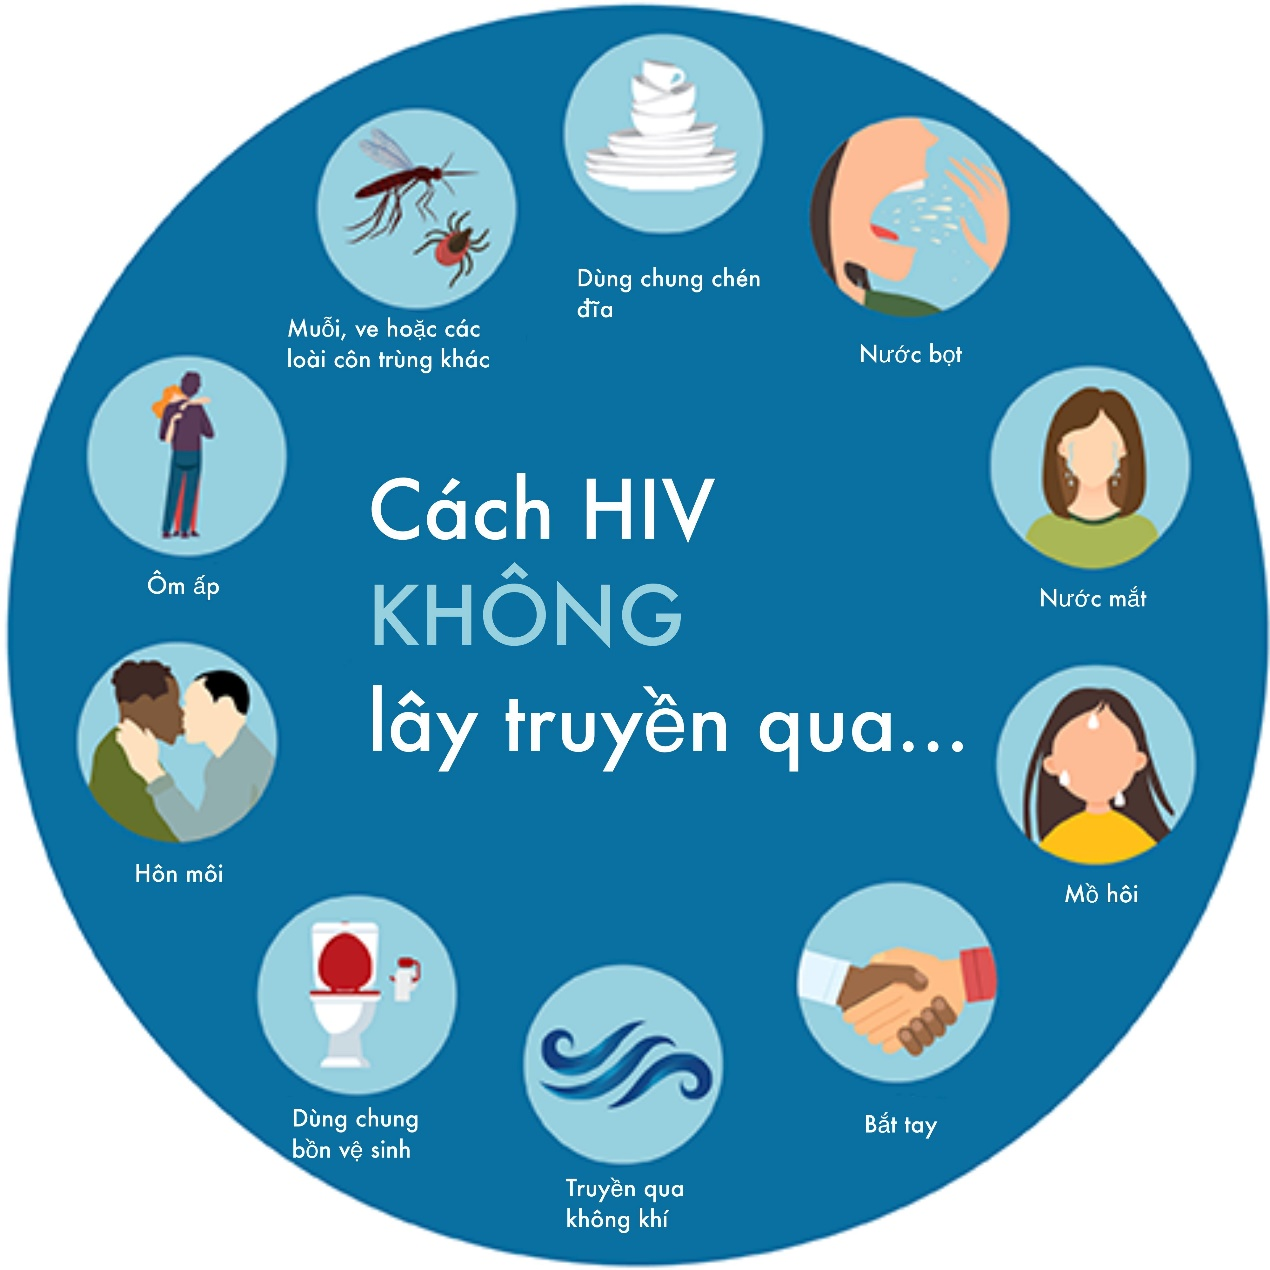 Dùng chung chén
đĩa
Muỗi, ve hoặc các
loài côn trùng khác
Nước bọt
Cách HIV
KHÔNG
lây truyền qua...
Ôm ấp
Nước mắt
Hôn môi
Mồ hôi
Dùng chung
bồn vệ sinh
Bắt tay
Truyền qua
không khí